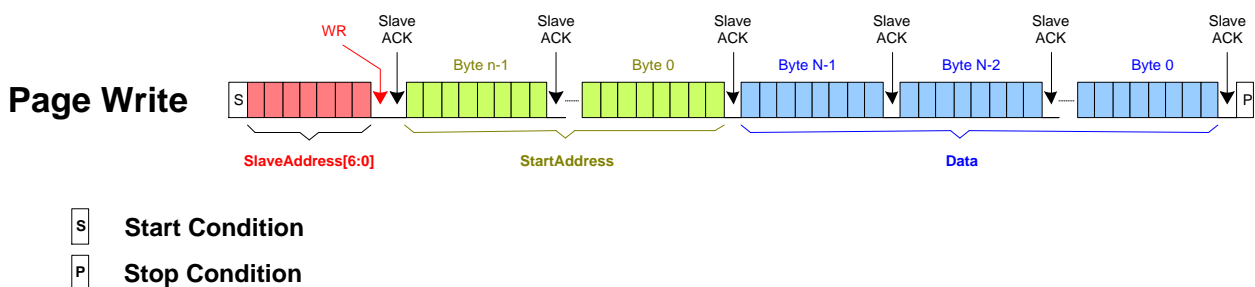 WR
Slave ACK
Slave ACK
Slave ACK
Slave ACK
Slave ACK
Slave ACK
Byte n-1
Byte 0
Byte N-1
Byte N-2
Byte 0
Page Write
S
P
SlaveAddress[6:0]
StartAddress
Data
S Start Condition
P Stop Condition